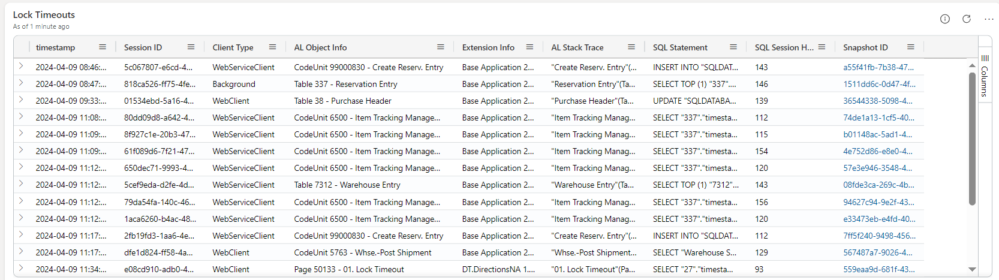 Lock Timeouts
As of 1 minute ago
timestamp Session ID Client Type AL Object Info Extension Info AL Stack Trace SQL Statement SQL Session H... Snapshot ID
2024-04-09 08:46:... 5c067807-e6cd-4... WebServiceClient CodeUnit 99000830 - Create Reserv. Entry Base Application 2... "Create Reserv. Entry"(... INSERT INTO "SQLDAT... 143 a55f41fb-7b38-47...
2024-04-09 08:47:... 818ca526-ff75-4fe... Background Table 337 - Reservation Entry Base Application 2... "Reservation Entry"(Ta... SELECT TOP (1) "337".... 146 1511dd6c-0d47-4f...
2024-04-09 09:33:... 01534ebd-5a16-4... WebClient Table 38 - Purchase Header Base Application 2... "Purchase Header"(Ta... UPDATE "SQLDATABA... 139 36544338-5098-4...
2024-04-09 11:08:... 80dd09d8-a642-4... WebServiceClient CodeUnit 6500 - Item Tracking Manage... Base Application 2... "Item Tracking Manag... SELECT "337"."timesta... 112 74de1a13-1cf5-40...
2024-04-09 11:09:... 8f927c1e-20b3-47... WebServiceClient CodeUnit 6500 - Item Tracking Manage... Base Application 2... "Item Tracking Manag... SELECT "337"."timesta... 115 b01148ac-5ad1-4...
2024-04-09 11:09:... 61f089d6-7f21-47... WebServiceClient CodeUnit 6500 - Item Tracking Manage... Base Application 2... "Item Tracking Manag... SELECT "337"."timesta... 154 4e752d86-e8e0-4...
2024-04-09 11:12:... 650dec71-9993-4... WebServiceClient CodeUnit 6500 - Item Tracking Manage... Base Application 2... "Item Tracking Manag... SELECT "337"."timesta... 120 57e3e946-3548-4...
2024-04-09 11:12:... 5cef9eda-d2fe-4d... WebServiceClient Table 7312 - Warehouse Entry Base Application 2... "Warehouse Entry"(Ta... SELECT TOP (1) "7312"... 143 08fde3ca-269c-4b...
2024-04-09 11:12:... 79da54fa-140c-46... WebServiceClient CodeUnit 6500 - Item Tracking Manage... Base Application 2... "Item Tracking Manag... SELECT "337"."timesta... 156 94627c94-9e2f-43...
2024-04-09 11:12:... 1aca6260-b4ac-48... WebServiceClient CodeUnit 6500 - Item Tracking Manage... Base Application 2... "Item Tracking Manag... SELECT "337"."timesta... 120 e33473eb-e4fd-40...
2024-04-09 11:17:... 2fb19fd3-1aa6-4e... WebServiceClient CodeUnit 99000830 - Create Reserv. Entry Base Application 2... "Create Reserv. Entry"(... INSERT INTO "SQLDAT... 112 7ff5f240-9498-456...
2024-04-09 11:17:... dfe1d824-ff58-4a... WebClient CodeUnit 5763 - Whse.-Post Shipment Base Application 2... "Whse.-Post Shipment... SELECT "Warehouse S... 129 567487a7-9026-4...
2024-04-09 11:34:... e08cd910-adb0-4... WebClient Page 50133 - 01. Lock Timeout DT.DirectionsNA 1.... "01. Lock Timeout"(Pa... SELECT "27"."timesta... 93 559eaa9d-681f-43...
Columns